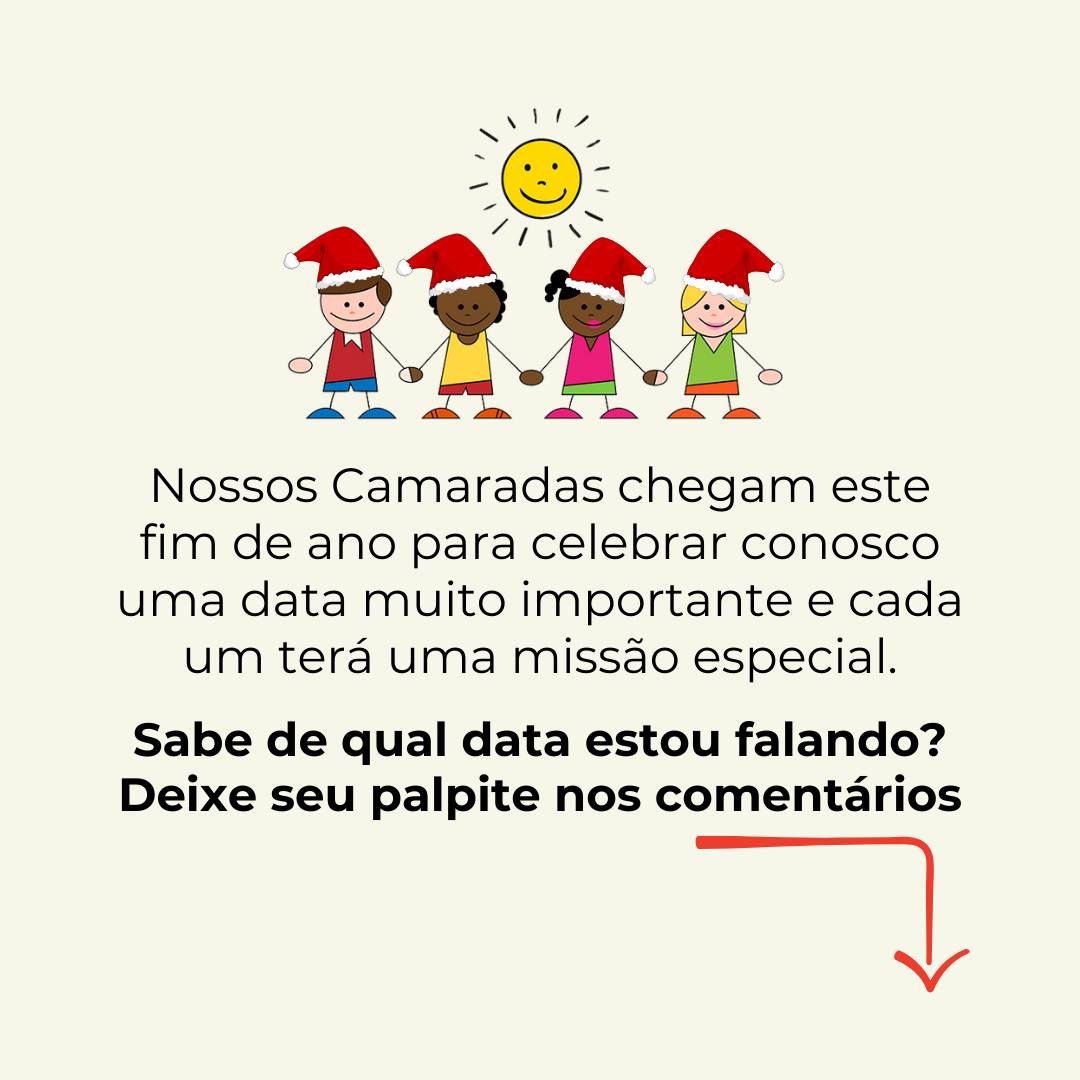 Nossos Camaradas chegam este
fim de ano para celebrar conosco
uma data muito importante e cada
um terá uma missão especial.
Sabe de qual data estou falando?
Deixe seu palpite nos comentários